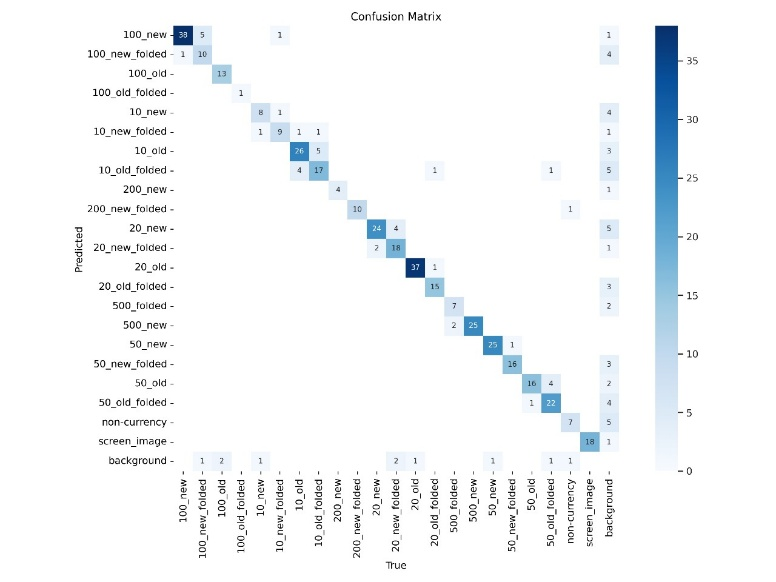 Confusion Matrix
100_new 38 5 1 1
100_new_folded 1 10 4
100_old 13
100_old_folded 1
10_new 8 1 4
10_new_folded 1 9 1 1 1
10_old 26 5 3
10_old_folded 4 17 1 1 5
200_new 4 1
200_new_folded 10 1
20_new 24 4 5
20_new_folded 2 18 1
20_old 37 1
20_old_folded 15 3
500_folded 7 2
500_new 2 25
50_new 25 1
50_new_folded 16 3
50_old 16 4 2
50_old_folded 1 22 4
non-currency 7 5
screen_image 18 1
background 1 2 1 2 1 1 1 1
100_new
100_new_folded
100_old
100_old_folded
10_new
10_new_folded
10_old
10_old_folded
200_new
200_new_folded
20_new
20_new_folded
20_old
20_old_folded
500_folded
500_new
50_new
50_new_folded
50_old
50_old_folded
non-currency
screen_image
background
True
Predicted
35
30
25
20
15
10
5
0